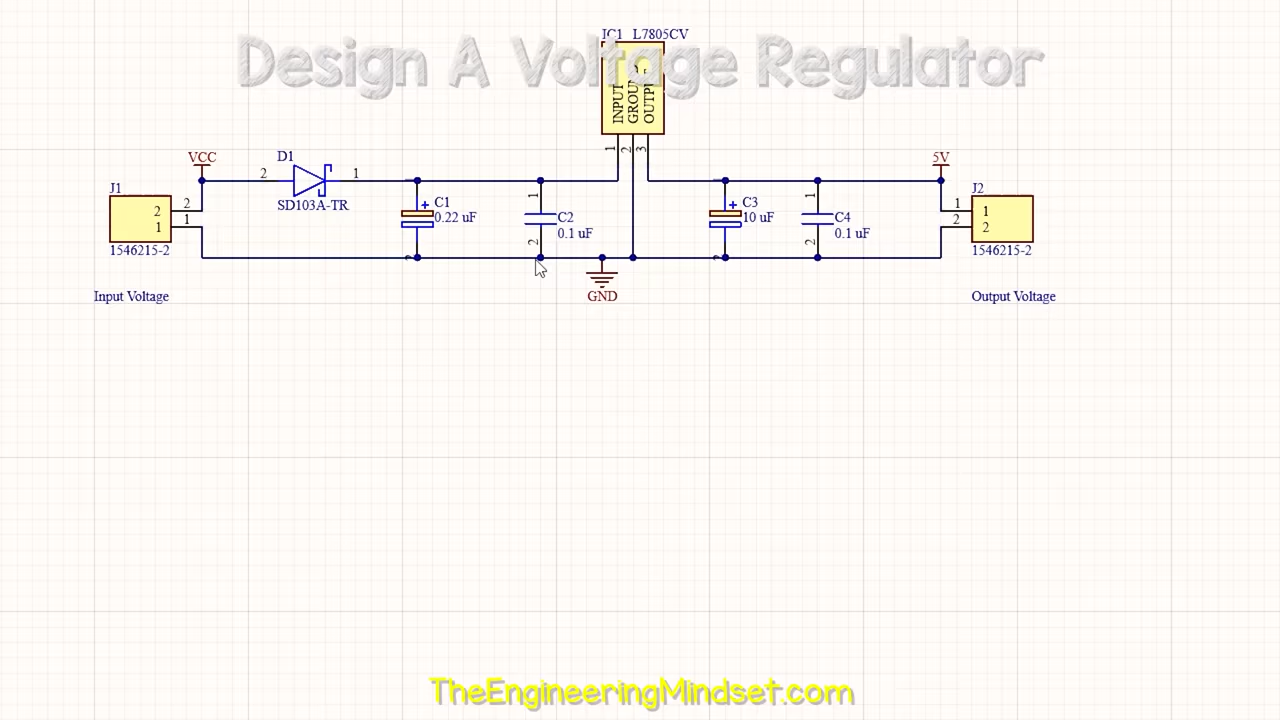 IC1 L7805CV
Design A Voltage Regulator
INPUT
GROUND
OUTPUT
1
2
3
VCC
5V
D1
2
1
SD103A-TR
J1
2
1
2
1
1546215-2
Input Voltage
C1
0.22 uF
1
C2
0.1 uF
2
GND
C3
10 uF
1
C4
0.1 uF
2
J2
1
2
1
2
1546215-2
Output Voltage
TheEngineeringMindset.com